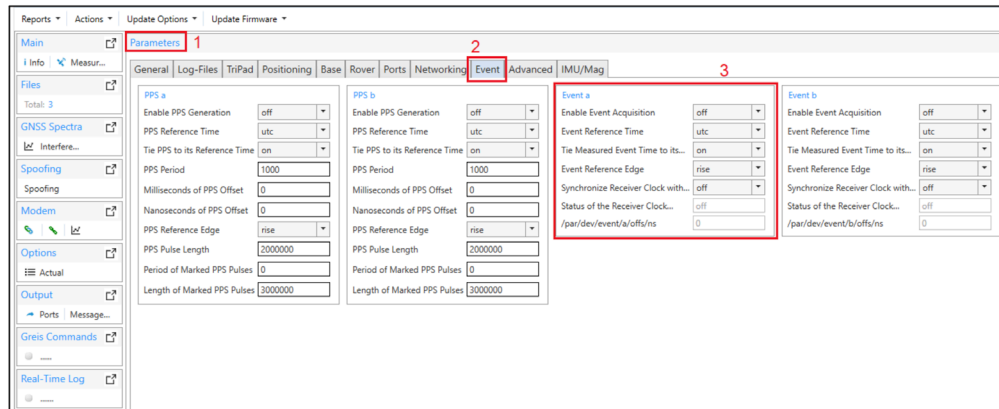 Reports Actions Update Options Update Firmware
Main
i Info Measur...
Files
Total: 3
GNSS Spectra
Interfere...
Spoofing
Spoofing
Modem
Options
Actual
Output
Ports Message...
Greis Commands
......
Real-Time Log
......
Parameters 1
2
General Log-Files TriPad Positioning Base Rover Ports Networking Event Advanced IMU/Mag
3
PPS a
Enable PPS Generation off
PPS Reference Time utc
Tie PPS to its Reference Time on
PPS Period 1000
Milliseconds of PPS Offset 0
Nanoseconds of PPS Offset 0
PPS Reference Edge rise
PPS Pulse Length 2000000
Period of Marked PPS Pulses 0
Length of Marked PPS Pulses 3000000
PPS b
Enable PPS Generation off
PPS Reference Time utc
Tie PPS to its Reference Time on
PPS Period 1000
Milliseconds of PPS Offset 0
Nanoseconds of PPS Offset 0
PPS Reference Edge rise
PPS Pulse Length 2000000
Period of Marked PPS Pulses 0
Length of Marked PPS Pulses 3000000
Event a
Enable Event Acquisition off
Event Reference Time utc
Tie Measured Event Time to its... on
Event Reference Edge rise
Synchronize Receiver Clock with... off
Status of the Receiver Clock... off
/par/dev/event/a/offs/ns 0
Event b
Enable Event Acquisition off
Event Reference Time utc
Tie Measured Event Time to its... on
Event Reference Edge rise
Synchronize Receiver Clock with... off
Status of the Receiver Clock... off
/par/dev/event/b/offs/ns 0